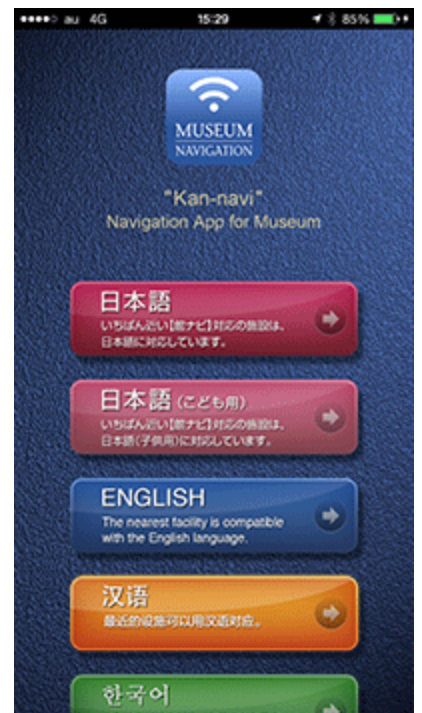 au 4G 15:29 85%
MUSEUM
NAVIGATION
"Kan-navi"
Navigation App for Museum
日本語
いちばん近い【館ナビ】対応の施設は、
日本語に対応しています。
日本語(こども用)
いちばん近い【館ナビ】対応の施設は、
日本語(子供用)に対応しています。
ENGLISH
The nearest facility is compatible
with the English language.
汉语
最近的设施可以用汉语对应。
한국어